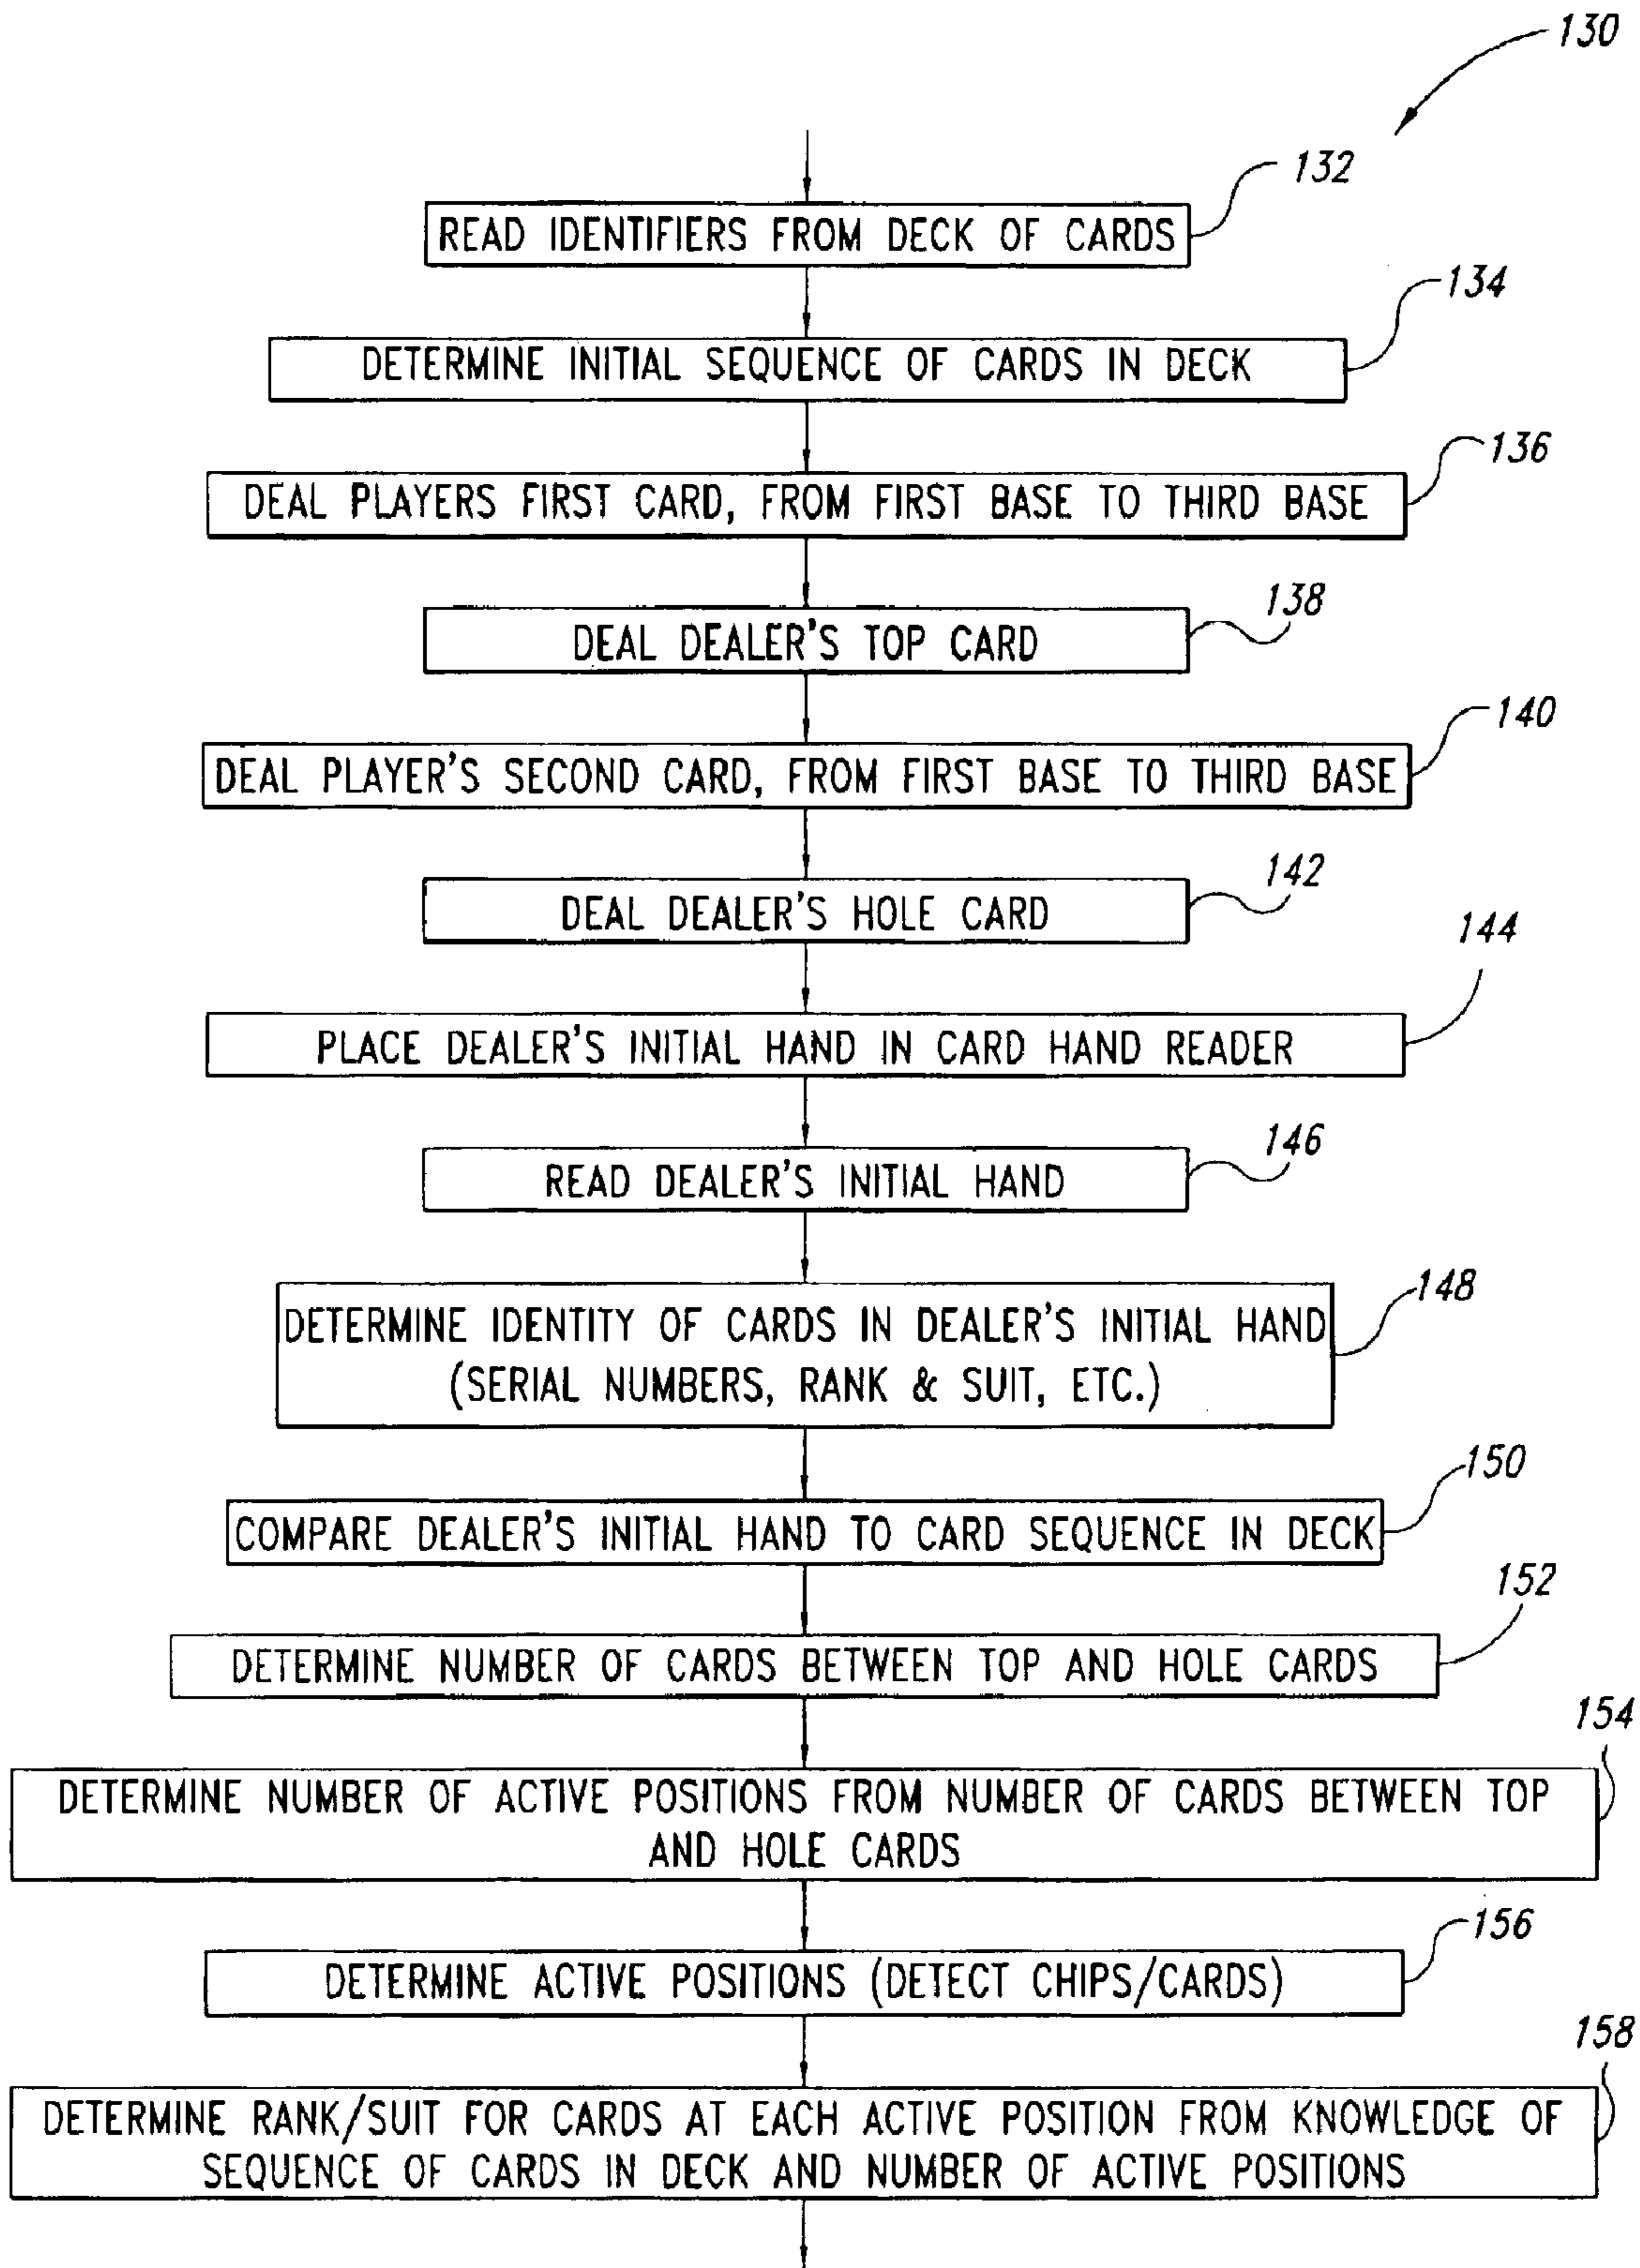 130
132
READ IDENTIFIERS FROM DECK OF CARDS
134
DETERMINE INITIAL SEQUENCE OF CARDS IN DECK
136
DEAL PLAYERS FIRST CARD, FROM FIRST BASE TO THIRD BASE
138
DEAL DEALER'S TOP CARD
140
DEAL PLAYER'S SECOND CARD, FROM FIRST BASE TO THIRD BASE
142
DEAL DEALER'S HOLE CARD
144
PLACE DEALER'S INITIAL HAND IN CARD HAND READER
146
READ DEALER'S INITIAL HAND
148
DETERMINE IDENTITY OF CARDS IN DEALER'S INITIAL HAND
(SERIAL NUMBERS, RANK & SUIT, ETC.)
150
COMPARE DEALER'S INITIAL HAND TO CARD SEQUENCE IN DECK
152
DETERMINE NUMBER OF CARDS BETWEEN TOP AND HOLE CARDS
154
DETERMINE NUMBER OF ACTIVE POSITIONS FROM NUMBER OF CARDS BETWEEN TOP
AND HOLE CARDS
156
DETERMINE ACTIVE POSITIONS (DETECT CHIPS/CARDS)
158
DETERMINE RANK/SUIT FOR CARDS AT EACH ACTIVE POSITION FROM KNOWLEDGE OF
SEQUENCE OF CARDS IN DECK AND NUMBER OF ACTIVE POSITIONS